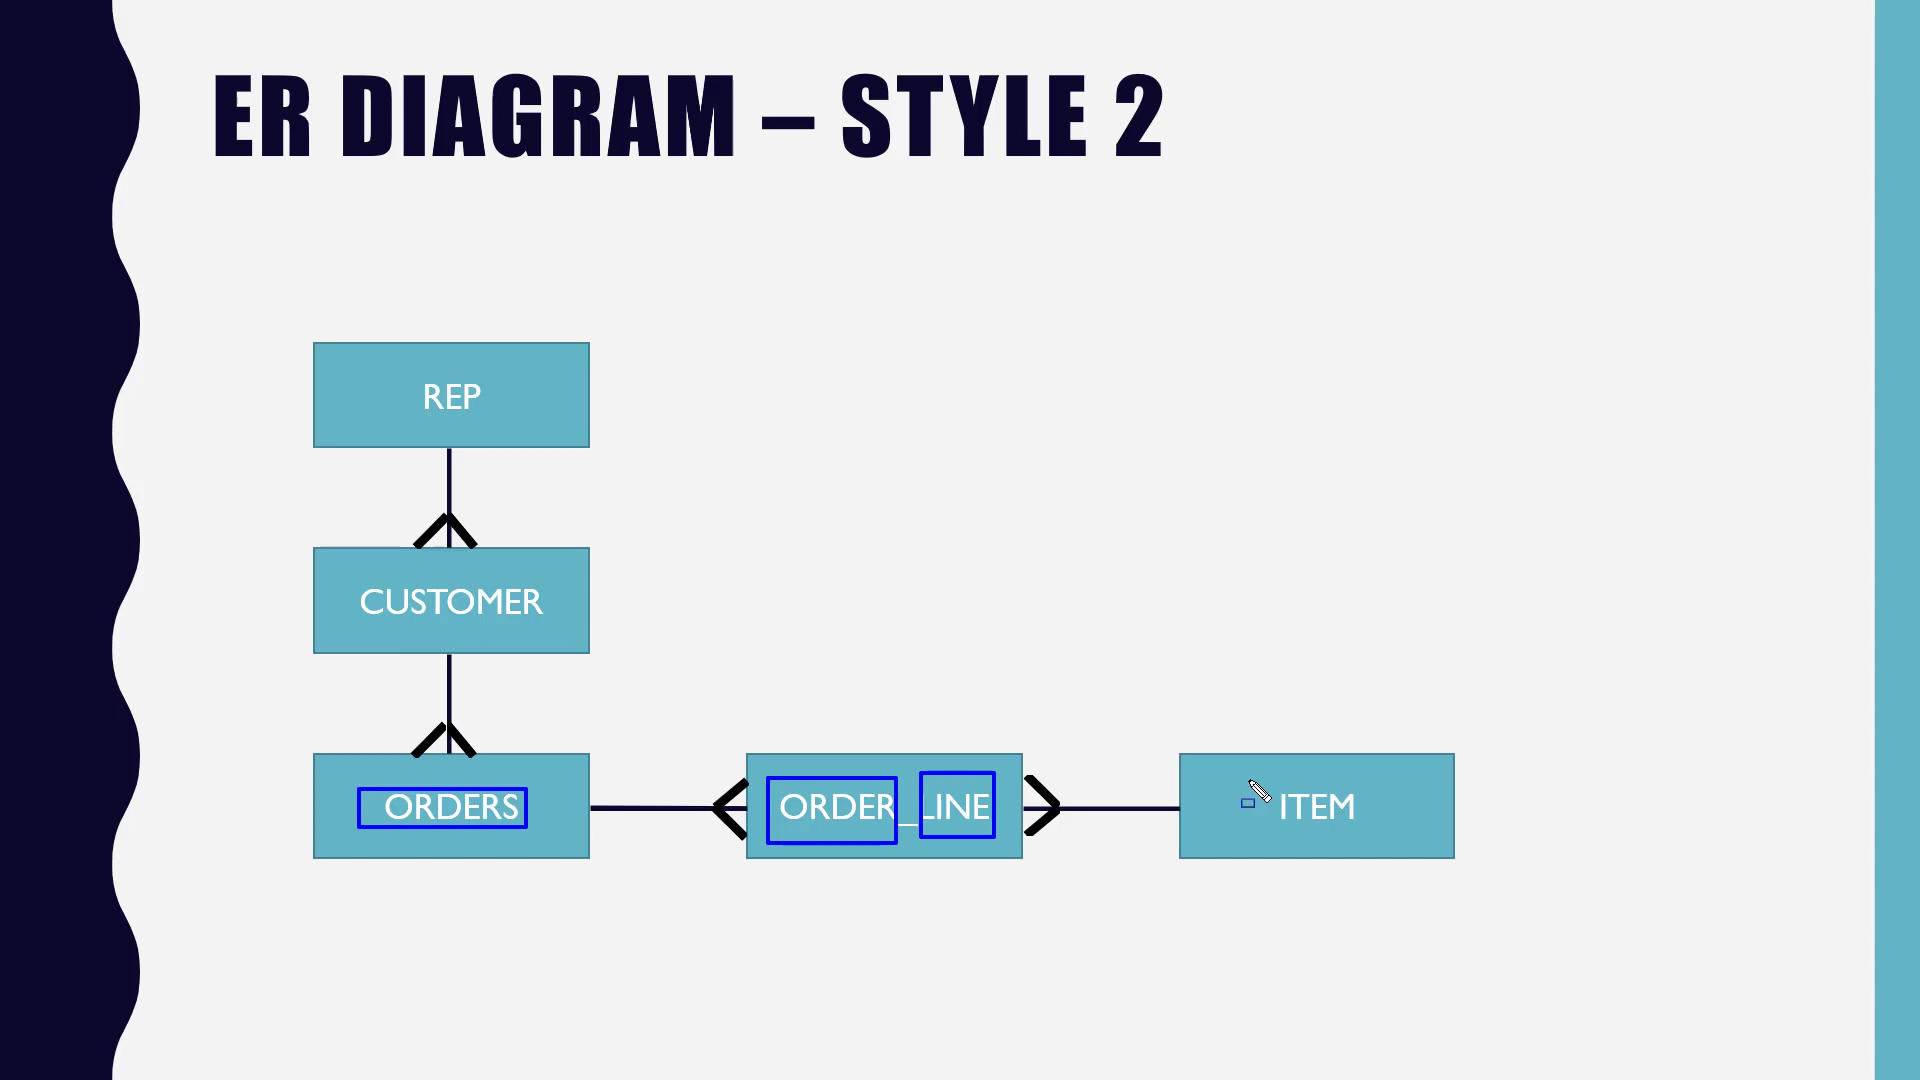 ER DIAGRAM – STYLE 2
REP
CUSTOMER
ORDERS
ORDER_LINE
ITEM